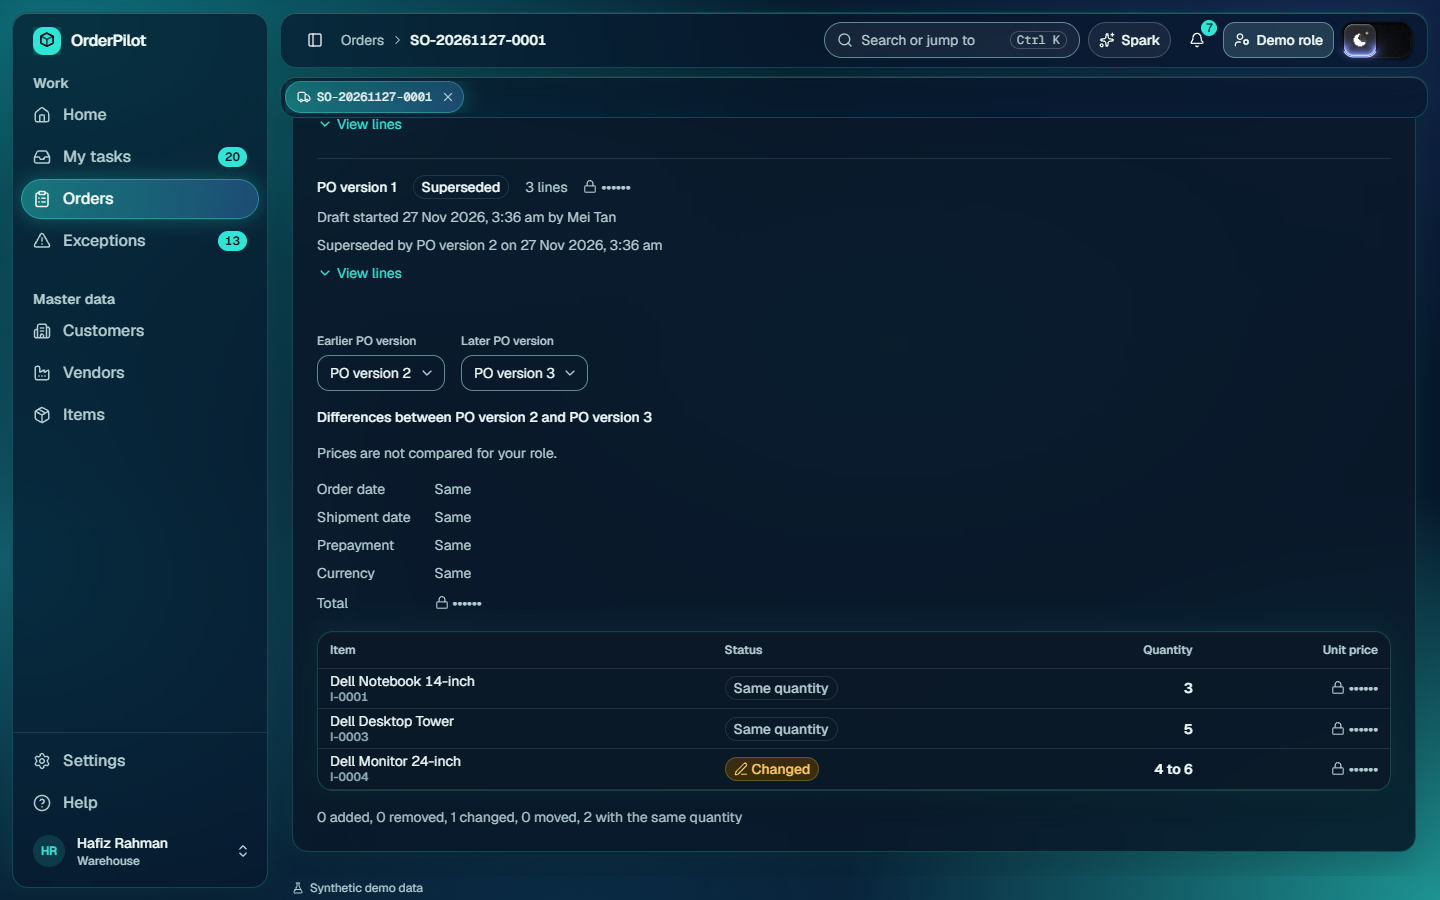 OrderPilot
Work
Home
My tasks 20
Orders
Exceptions 13
Master data
Customers
Vendors
Items
Settings
Help
HR
Hafiz Rahman
Warehouse
Orders > SO-20261127-0001
Search or jump to Ctrl K
Spark
7
Demo role
SO-20261127-0001
View lines
PO version 1 Superseded 3 lines ••••••
Draft started 27 Nov 2026, 3:36 am by Mei Tan
Superseded by PO version 2 on 27 Nov 2026, 3:36 am
View lines
Earlier PO version Later PO version
PO version 2 PO version 3
Differences between PO version 2 and PO version 3
Prices are not compared for your role.
Order date Same
Shipment date Same
Prepayment Same
Currency Same
Total ••••••
Item Status Quantity Unit price
Dell Notebook 14-inch
I-0001
Same quantity 3 ••••••
Dell Desktop Tower
I-0003
Same quantity 5 ••••••
Dell Monitor 24-inch
I-0004
Changed 4 to 6 ••••••
0 added, 0 removed, 1 changed, 0 moved, 2 with the same quantity
Synthetic demo data